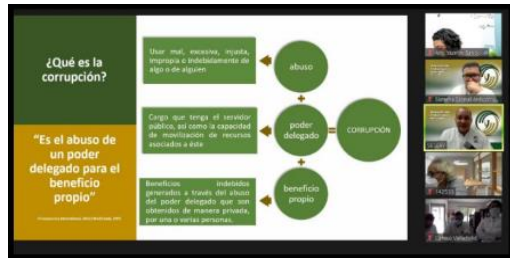 ¿Qué es la
corrupción?
“Es el abuso de
un poder
delegado para el
beneficio
propio”
Usar mal, excesiva, injusta,
impropia o indebidamente de
algo o de alguien
abuso
+
Cargo que tenga el servidor
público, así como la capacidad
de movilización de recursos
asociados a éste
poder
delegado
=
CORRUPCIÓN
+
Beneficios indebidos
generados a través del abuso
del poder delegado que son
obtenidos de manera privada,
por una o varias personas.
beneficio
propio